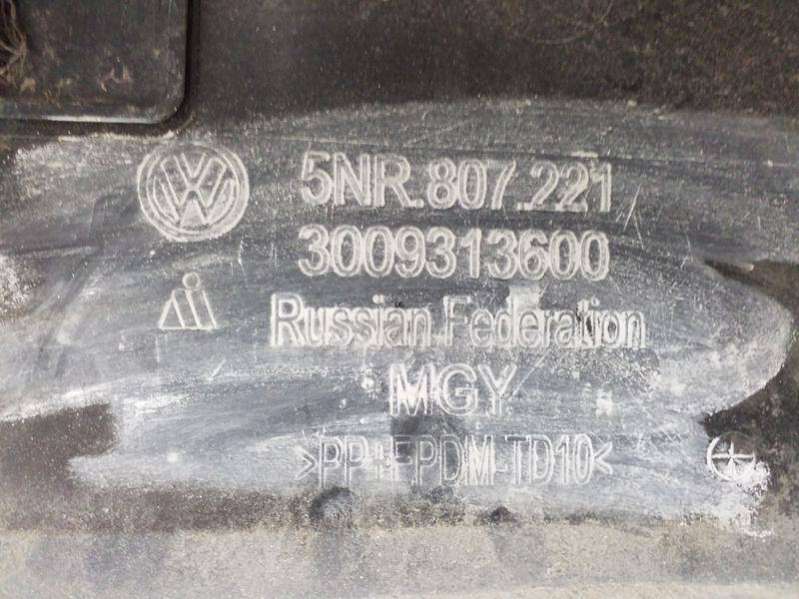 5NR.807.221
3009313600
Russian Federation
MGY
>PP+EPDM-TD10<